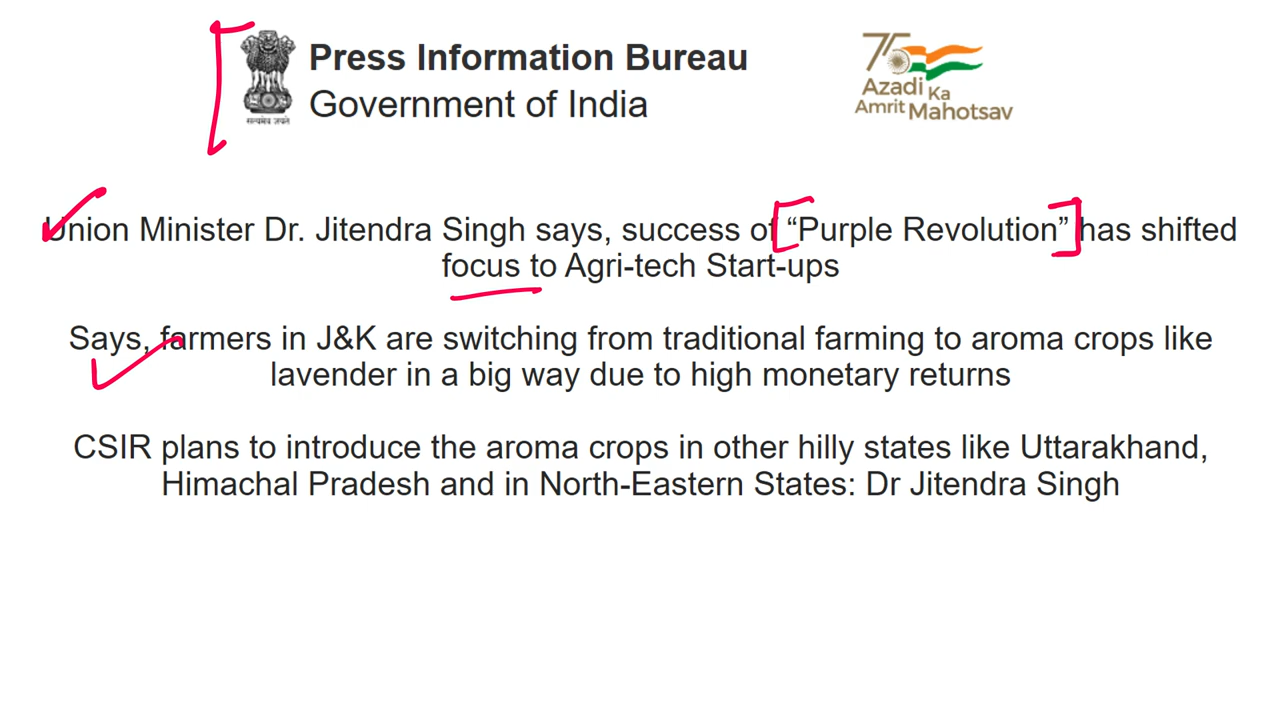 Press Information Bureau
Government of India
सत्यमेव जयते
75
Azadi Ka
Amrit Mahotsav
Union Minister Dr. Jitendra Singh says, success of “Purple Revolution” has shifted
focus to Agri-tech Start-ups
Says, farmers in J&K are switching from traditional farming to aroma crops like
lavender in a big way due to high monetary returns
CSIR plans to introduce the aroma crops in other hilly states like Uttarakhand,
Himachal Pradesh and in North-Eastern States: Dr Jitendra Singh